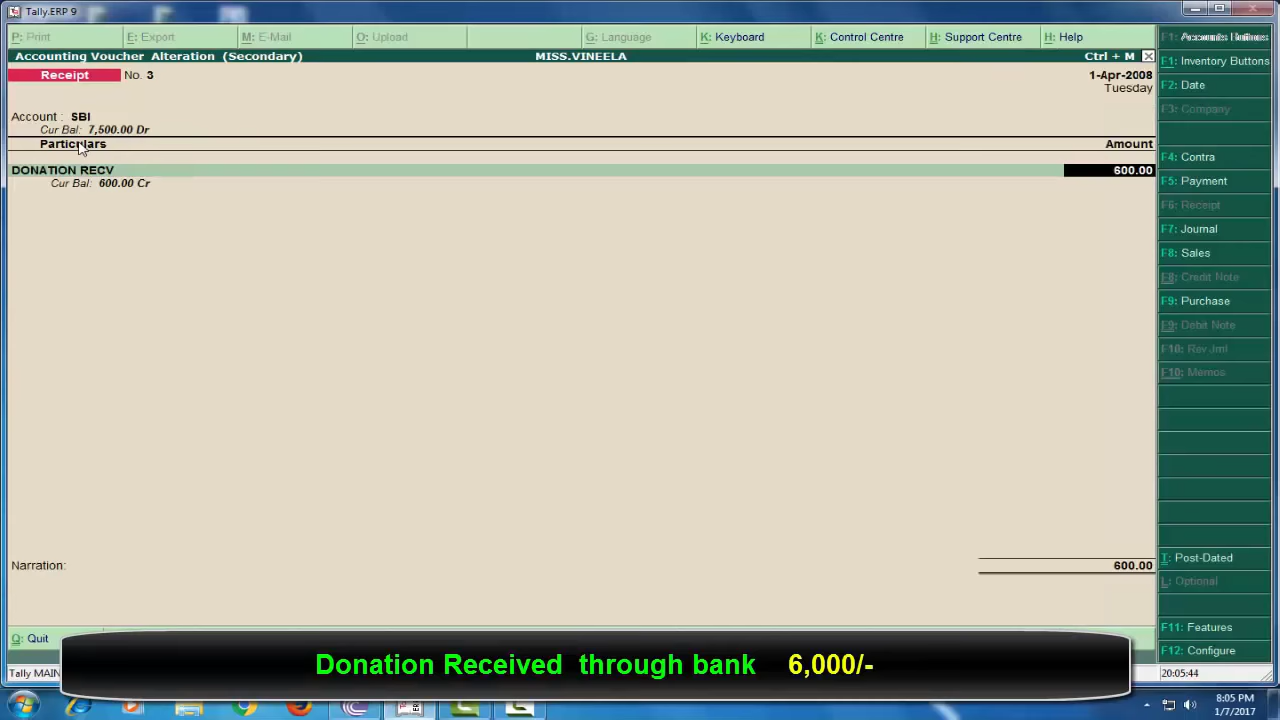 Tally.ERP 9
P: Print E: Export M: E-Mail O: Upload G: Language K: Keyboard K: Control Centre H: Support Centre H: Help
Accounting Voucher Alteration (Secondary) MISS.VINEELA Ctrl + M
Receipt No. 3 1-Apr-2008
Tuesday
Account : SBI
Cur Bal: 7,500.00 Dr
Particulars Amount
DONATION RECV 600.00
Cur Bal: 600.00 Cr
Narration: 600.00
F1: Inventory Buttons
F2: Date
F3: Company
F4: Contra
F5: Payment
F6: Receipt
F7: Journal
F8: Sales
F8: Credit Note
F9: Purchase
F9: Debit Note
F10: Rev Jrnl
F10: Memos
T: Post-Dated
L: Optional
F11: Features
F12: Configure
Q: Quit
Donation Received through bank 6,000/-
Tally MAIN 20:05:44
8:05 PM
1/7/2017